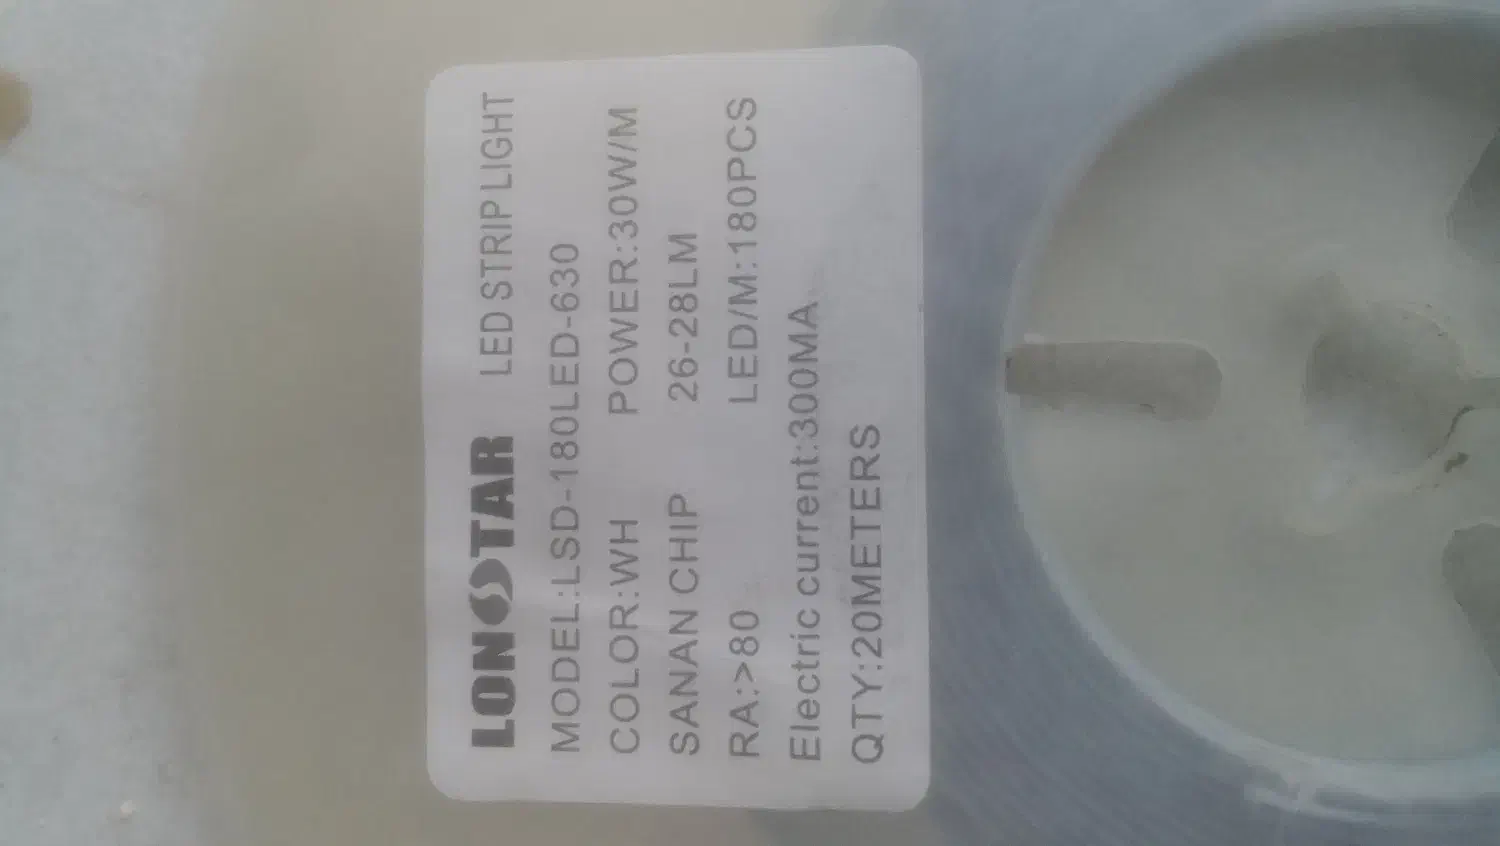 LONSTAR LED STRIP LIGHT
MODEL:LSD-180LED-630
COLOR:WH POWER:30W/M
SANAN CHIP 26-28LM
RA:>80 LED/M:180PCS
Electric current:300MA
QTY:20METERS